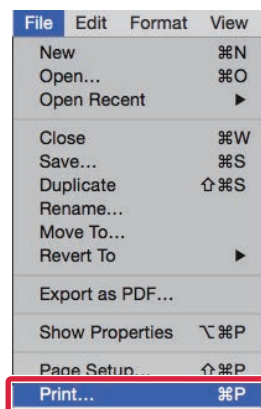 File Edit Format View
New ⌘N
Open... ⌘O
Open Recent ▶
Close ⌘W
Save... ⌘S
Duplicate ⇧⌘S
Rename...
Move To...
Revert To ▶
Export as PDF...
Show Properties ⌥⌘P
Page Setup... ⇧⌘P
Print... ⌘P